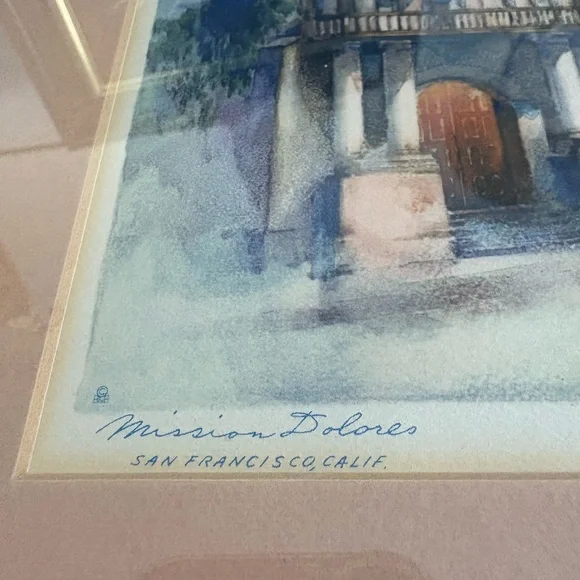 Mission Dolores
SAN FRANCISCO, CALIF.